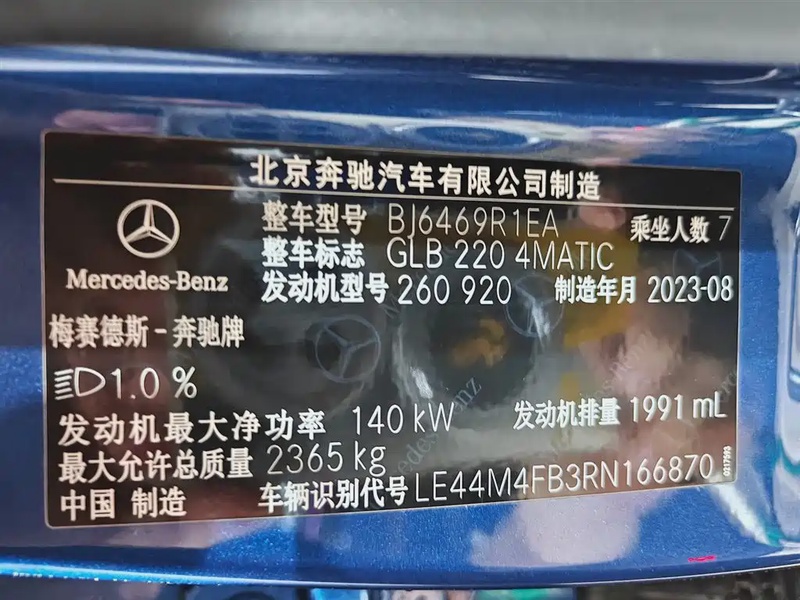 北京奔驰汽车有限公司制造
整车型号 BJ6469R1EA 乘坐人数 7
整车标志 GLB 220 4MATIC
Mercedes-Benz
发动机型号 260 920 制造年月 2023-08
梅赛德斯-奔驰牌
1.0 %
发动机最大净功率 140 kW 发动机排量 1991 mL
最大允许总质量 2365 kg
中国 制造 车辆识别代号 LE44M4FB3RN166870